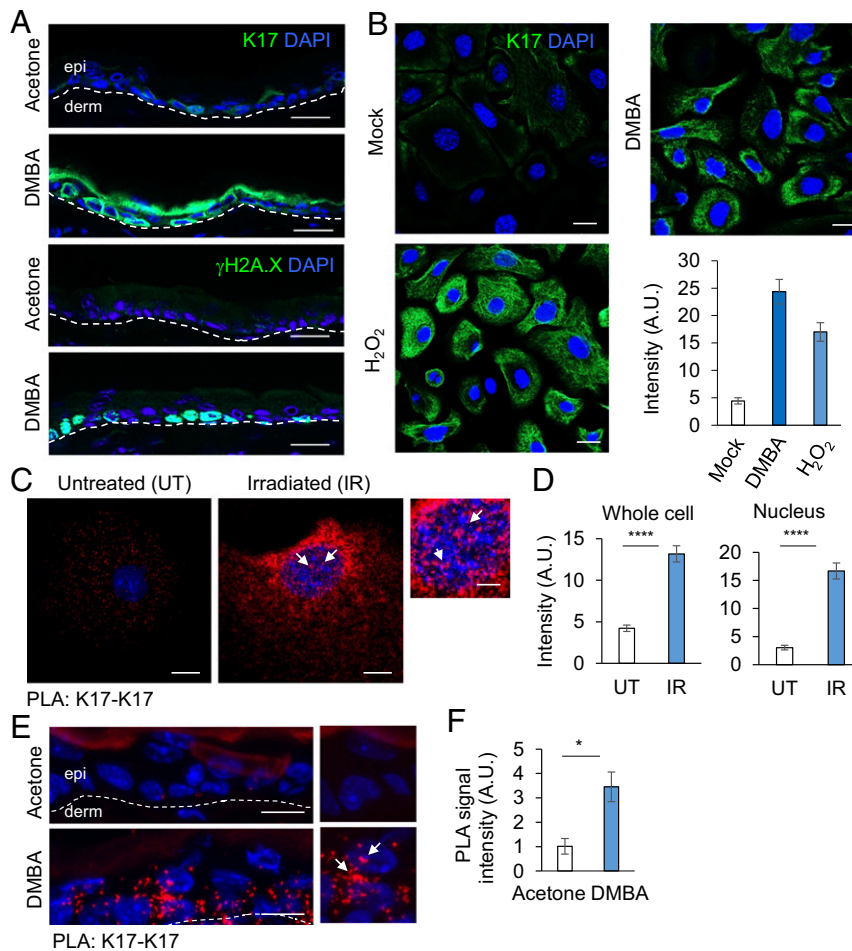 A
K17 DAPI
Acetone
epi
derm
DMBA
γH2A.X DAPI
Acetone
DMBA
B
K17 DAPI
Mock
DMBA
H₂O₂
Intensity (A.U.)
30
25
20
15
10
5
0
Mock
DMBA
H₂O₂
C
Untreated (UT)
Irradiated (IR)
PLA: K17-K17
D
Whole cell
Nucleus
Intensity (A.U.)
15
10
5
0
****
UT IR
20
15
10
5
0
****
UT IR
E
Acetone
epi
derm
DMBA
PLA: K17-K17
F
PLA signal
intensity (A.U.)
5
4
3
2
1
0
*
Acetone DMBA